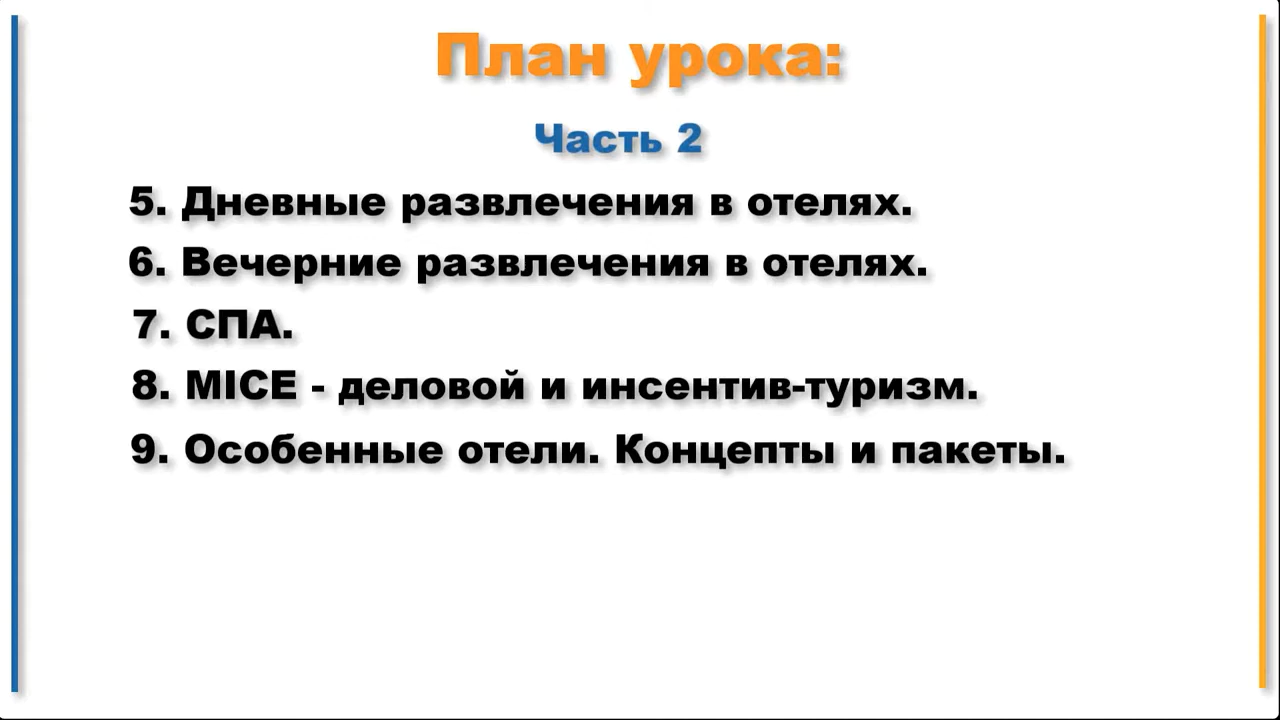 План урока:
Часть 2
5. Дневные развлечения в отелях.
6. Вечерние развлечения в отелях.
7. СПА.
8. MICE - деловой и инсентив-туризм.
9. Особенные отели. Концепты и пакеты.